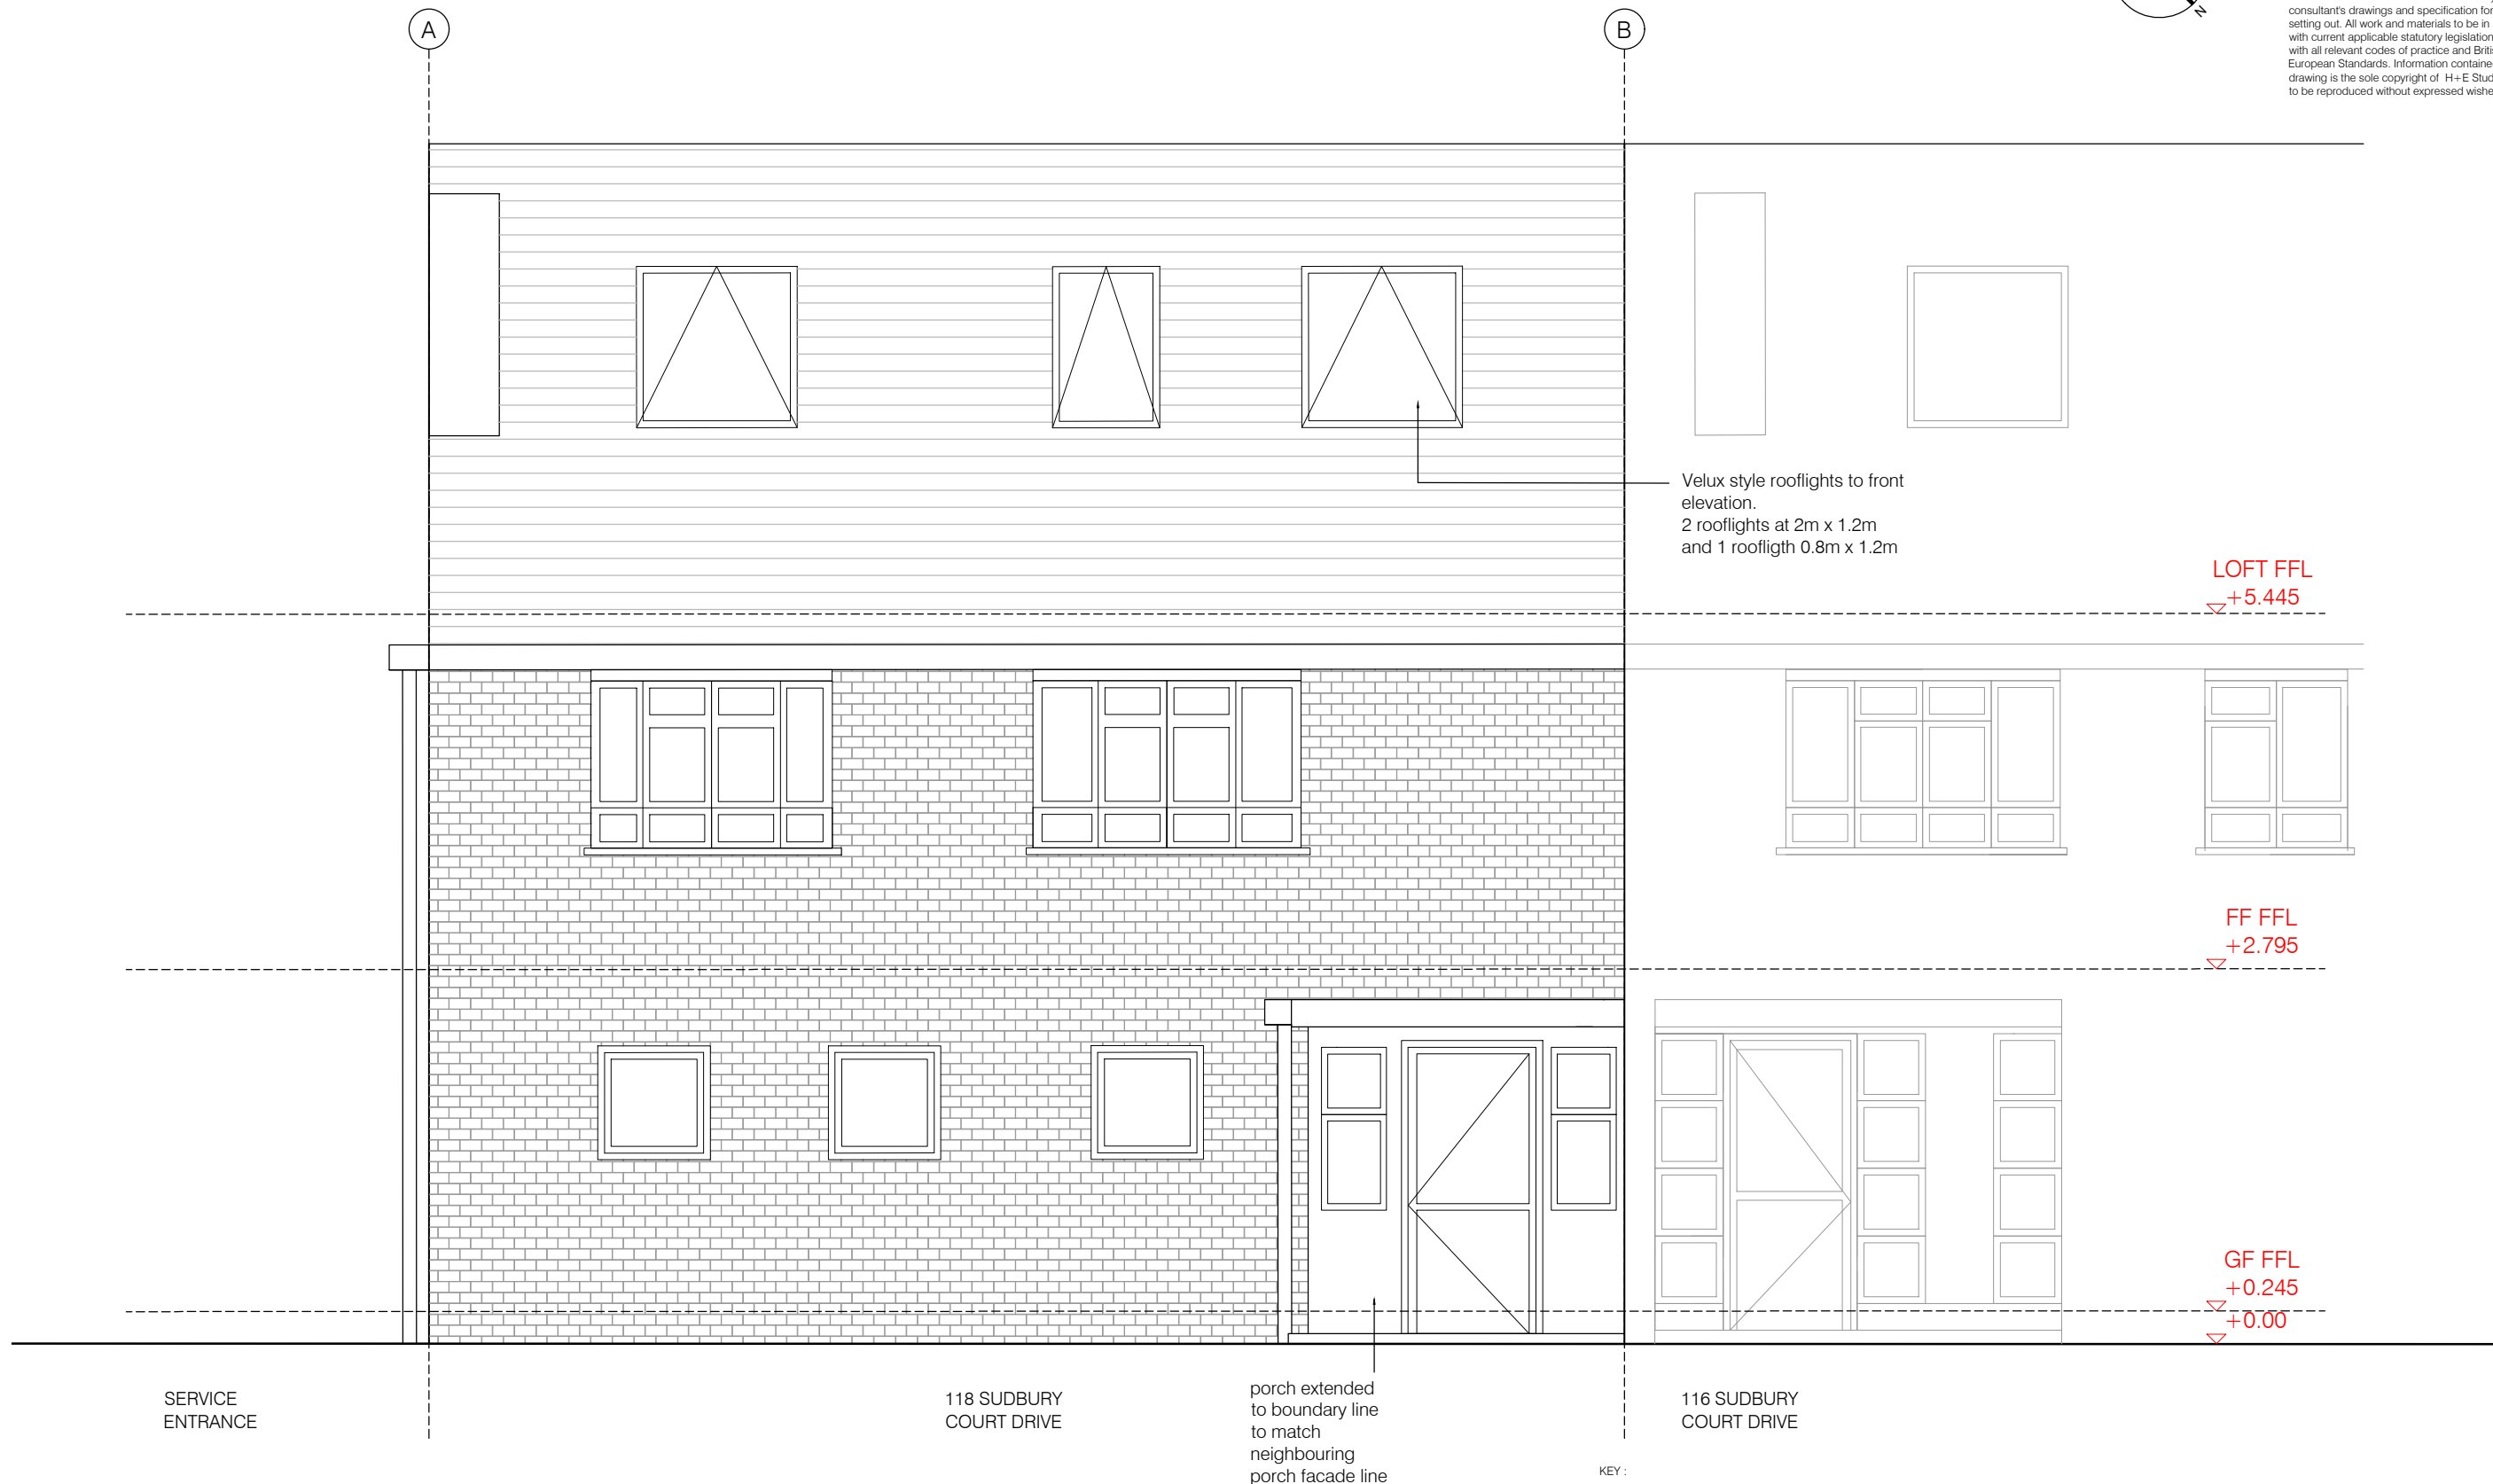 A
B
N
consultant's drawings and specification for
setting out. All work and materials to be in
with current applicable statutory legislation
with all relevant codes of practice and
European Standards. Information
drawing is the sole copyright of H+E
to be reproduced without expressed
Velux style rooflights to front
elevation.
2 rooflights at 2m x 1.2m
and 1 roofligth 0.8m x 1.2m
LOFT FFL
+5.445
FF FFL
+2.795
GF FFL
+0.245
+0.00
SERVICE
ENTRANCE
118 SUDBURY
COURT DRIVE
porch extended
to boundary line
to match
neighbouring
porch facade line
116 SUDBURY
COURT DRIVE
KEY :